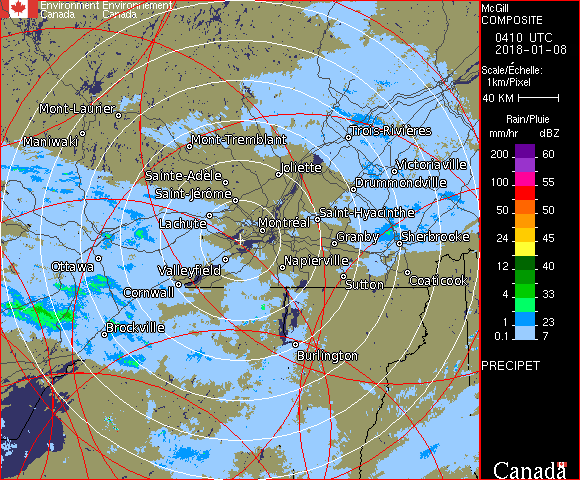 Environment Environnement
Canada Canada
McGill
COMPOSITE
0410 UTC
2018-01-08
Scale/Échelle:
1km/Pixel
40 KM
Rain/Pluie
mm/hr dBZ
200 60
100 55
100 55
50 50
24 45
12 40
4 33
1 23
0.1 7
PRECIPET
Canada
Mont-Laurier
Maniwaki
Mont-Tremblant
Trois-Rivières
Joliette
Victoriaville
Sainte-Adèle
Drummondville
Saint-Jérôme
Lachute
Saint-Hyacinthe
Montréal
Granby
Sherbrooke
Ottawa
Valleyfield
Napierville
Sutton
Coaticook
Cornwall
Brockville
Burlington